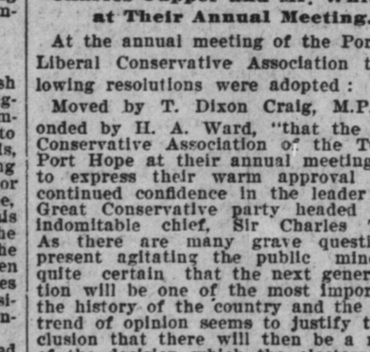 at Their Annual Meeting.
At the annual meeting of the Por
Liberal Conservative Association t
lowing resolutions were adopted :
Moved by T. Dixon Craig, M.P.
onded by H. A. Ward, "that the
Conservative Association of the T
Port Hope at their annual meeting
to express their warm approval
continued confidence in the leader
Great Conservative party headed
indomitable chief, Sir Charles
As there are many grave questi
present agitating the public min
quite certain that the next gener
tion will be one of the most impor
the history of the country and the
trend of opinion seems to justify t
clusion that there will then be a